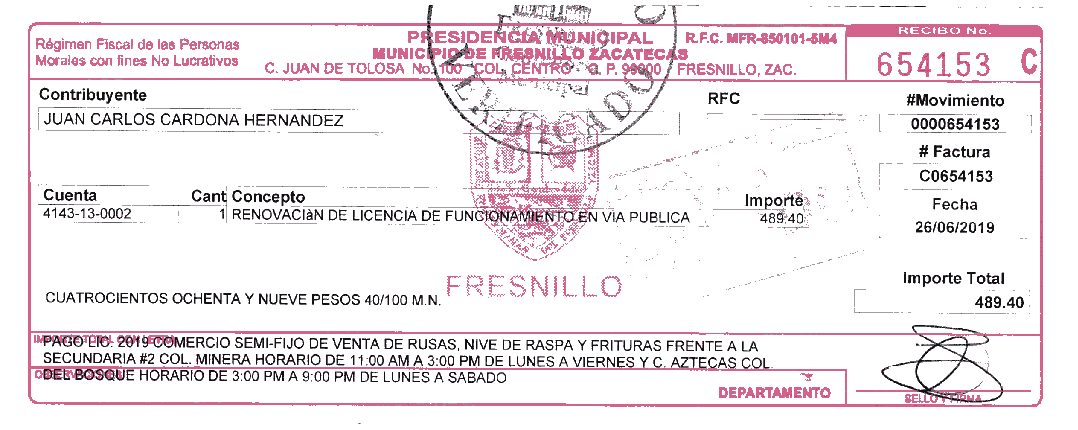 Régimen Fiscal de las Personas
Morales con fines No Lucrativos
PRESIDENCIA MUNICIPAL
MUNICIPIO DE FRESNILLO ZACATECAS
C. JUAN DE TOLOSA No. 100 COL. CENTRO C. P. 99000 FRESNILLO, ZAC.
R.F.C. MFR-850101-5M4
RECIBO No.
654153 C
VERIFICADO
Contribuyente
JUAN CARLOS CARDONA HERNANDEZ
RFC
#Movimiento
0000654153
# Factura
C0654153
Fecha
26/06/2019
Cuenta Cant Concepto Importe
4143-13-0002 1 RENOVACIàN DE LICENCIA DE FUNCIONAMIENTO EN VIA PUBLICA 489.40
FRESNILLO
Importe Total
489.40
CUATROCIENTOS OCHENTA Y NUEVE PESOS 40/100 M.N.
IMPORTE TOTAL CON LETRA
PAGO LIC. 2019 COMERCIO SEMI-FIJO DE VENTA DE RUSAS, NIVE DE RASPA Y FRITURAS FRENTE A LA
SECUNDARIA #2 COL. MINERA HORARIO DE 11:00 AM A 3:00 PM DE LUNES A VIERNES Y C. AZTECAS COL.
DEL BOSQUE HORARIO DE 3:00 PM A 9:00 PM DE LUNES A SABADO
DEPARTAMENTO
SELLO Y FIRMA